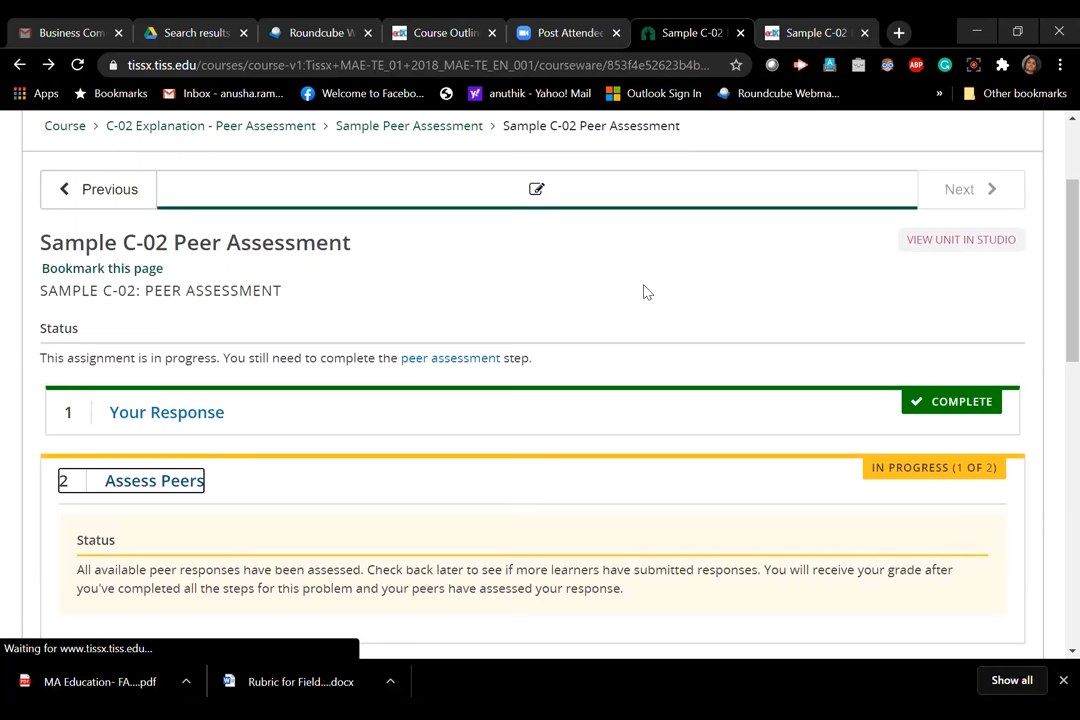 Business Com
Search results
Roundcube W
Course Outlin
Post Attendee
Sample C-02
Sample C-02
tissx.tiss.edu/courses/course-v1:Tissx+MAE-TE_01+2018_MAE-TE_EN_001/courseware/853f4e52623b4b...
Apps
Bookmarks
Inbox - anusha.ram...
Welcome to Facebo...
anuthik - Yahoo! Mail
Outlook Sign In
Roundcube Webma...
»
Other bookmarks
Course > C-02 Explanation - Peer Assessment > Sample Peer Assessment > Sample C-02 Peer Assessment
Previous
Next
Sample C-02 Peer Assessment
VIEW UNIT IN STUDIO
Bookmark this page
SAMPLE C-02: PEER ASSESSMENT
Status
This assignment is in progress. You still need to complete the peer assessment step.
COMPLETE
1 Your Response
IN PROGRESS (1 OF 2)
2 Assess Peers
Status
All available peer responses have been assessed. Check back later to see if more learners have submitted responses. You will receive your grade after
you've completed all the steps for this problem and your peers have assessed your response.
Waiting for www.tissx.tiss.edu...
MA Education- FA....pdf
Rubric for Field....docx
Show all